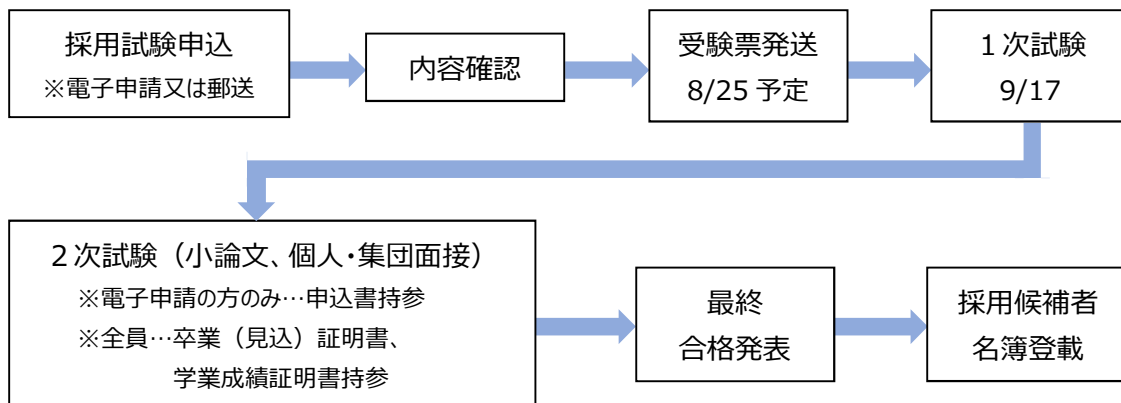 採用試験申込
※電子申請又は郵送
内容確認
受験票発送
8/25 予定
１次試験
9/17
２次試験（小論文、個人・集団面接）
※電子申請の方のみ…申込書持参
※全員…卒業（見込）証明書、
学業成績証明書持参
最終
合格発表
採用候補者
名簿登載